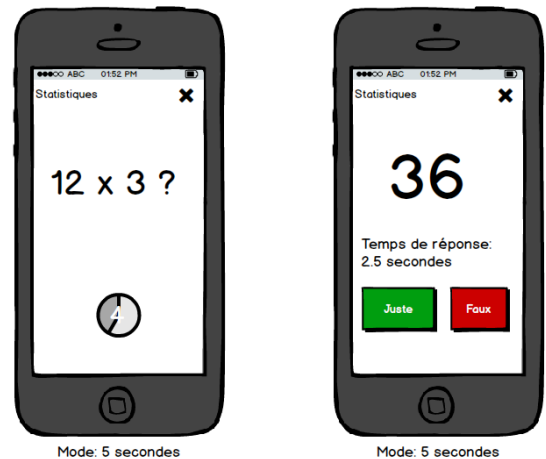 ABC 01:52 PM
Statistiques
12 x 3 ?
4
Mode: 5 secondes
ABC 01:52 PM
Statistiques
36
Temps de réponse:
2.5 secondes
Juste
Faux
Mode: 5 secondes